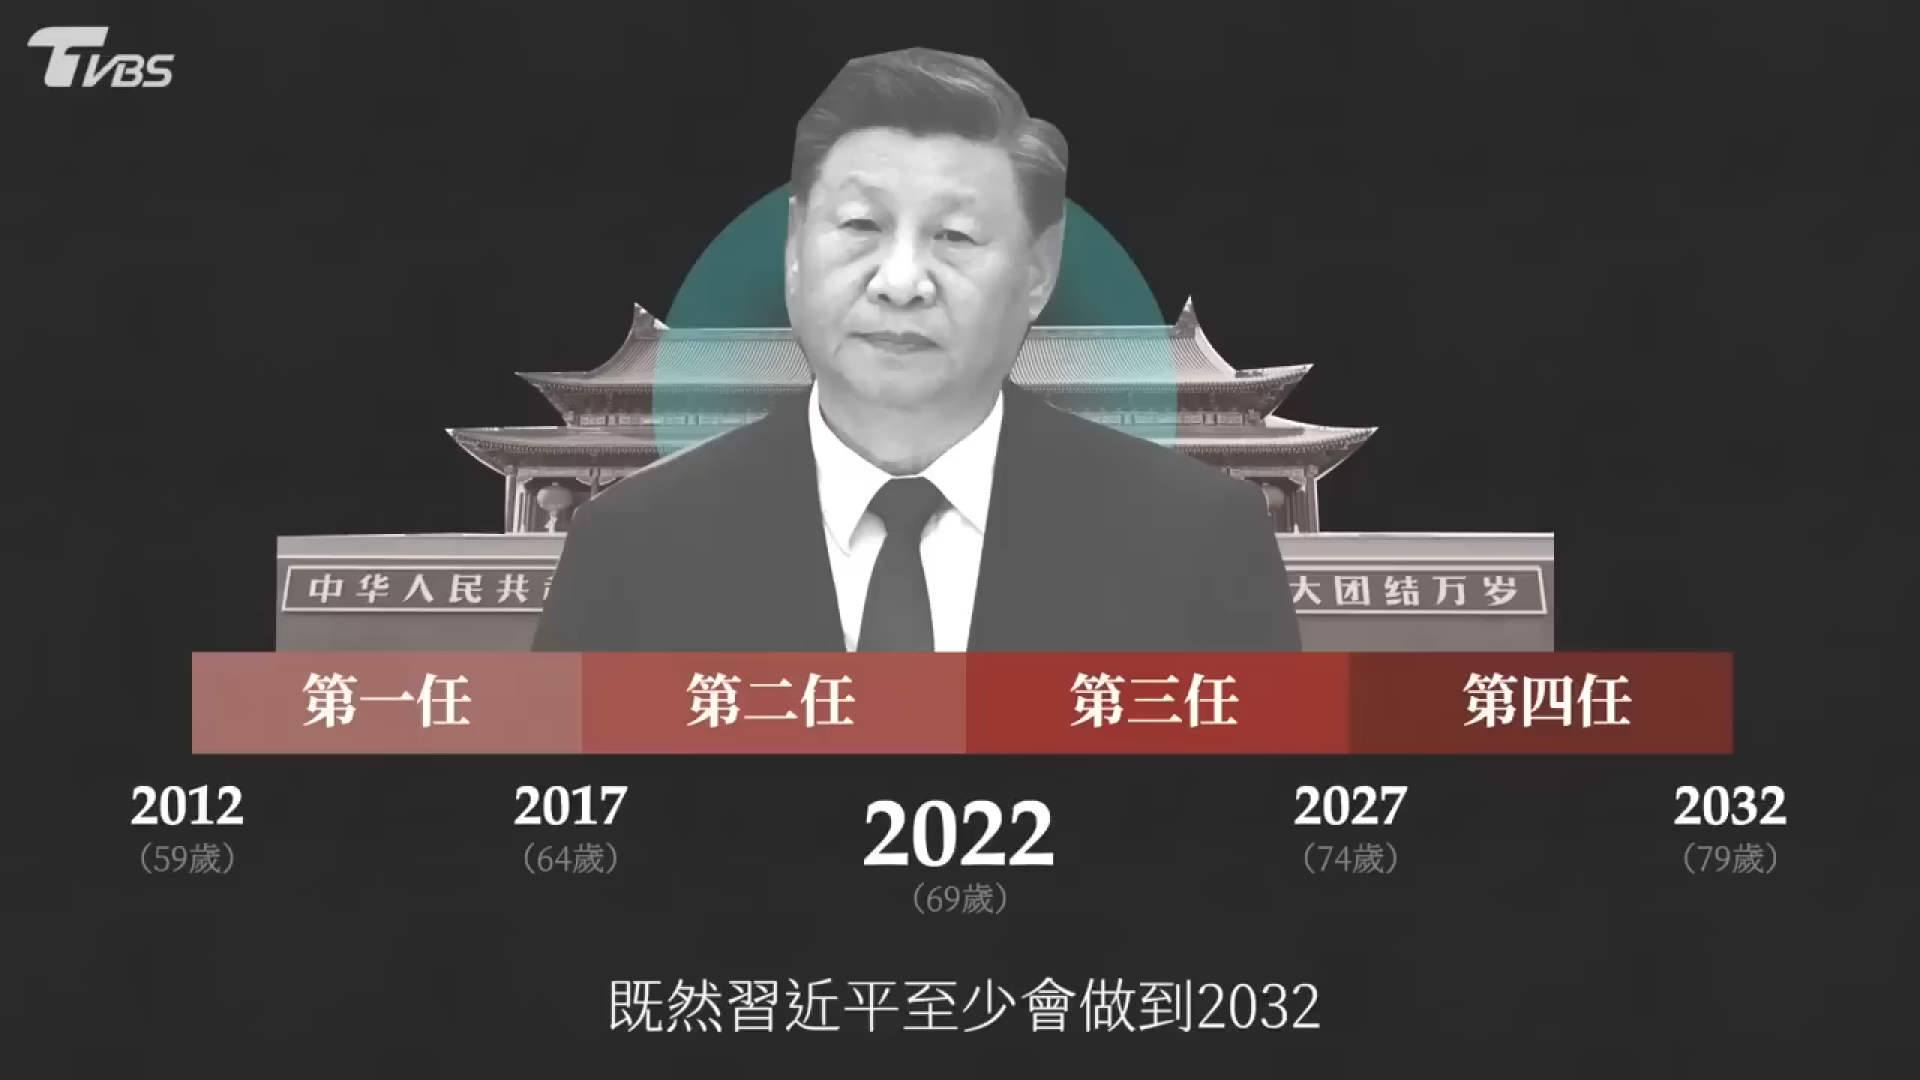 TVBS
中华人民共
大团结万岁
第一任 第二任 第三任 第四任
2012 2017 2022 2027 2032
（59歲） （64歲） （69歲） （74歲） （79歲）
既然習近平至少會做到2032